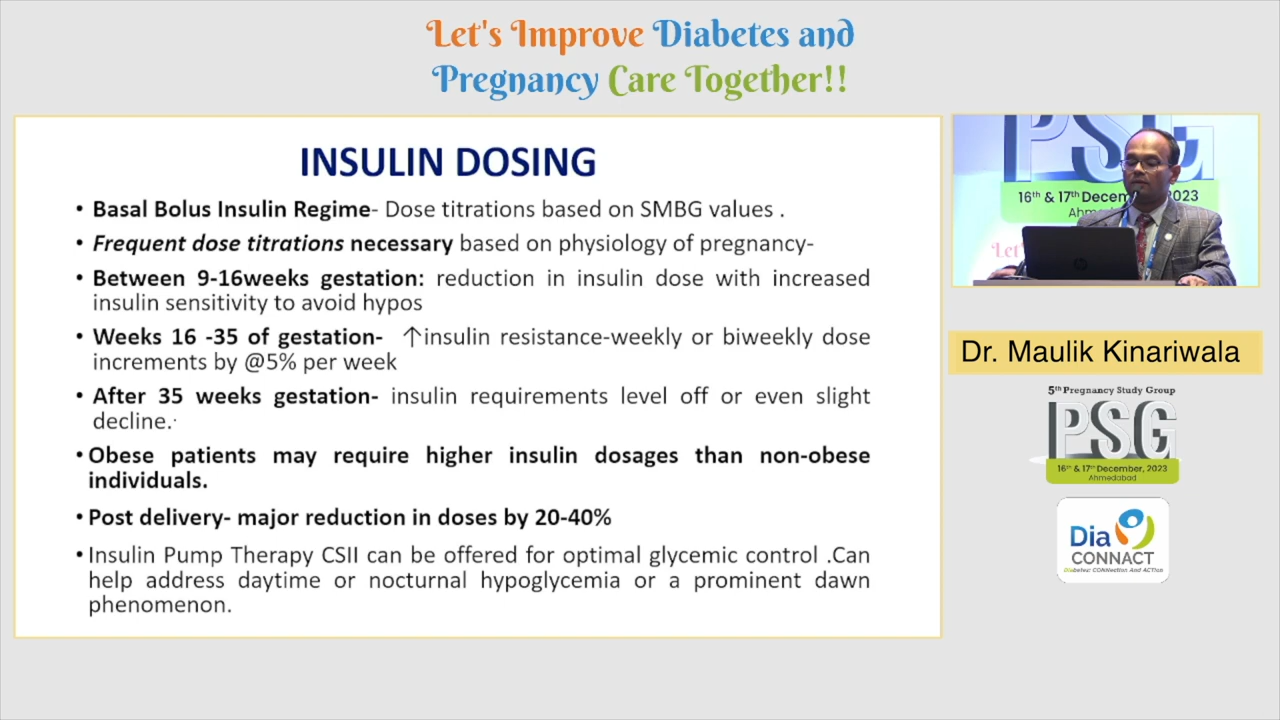 Let's Improve Diabetes and
Pregnancy Care Together!!
INSULIN DOSING
• Basal Bolus Insulin Regime- Dose titrations based on SMBG values .
• Frequent dose titrations necessary based on physiology of pregnancy-
• Between 9-16weeks gestation: reduction in insulin dose with increased
insulin sensitivity to avoid hypos
• Weeks 16 -35 of gestation- ↑insulin resistance-weekly or biweekly dose
increments by @5% per week
• After 35 weeks gestation- insulin requirements level off or even slight
decline.
• Obese patients may require higher insulin dosages than non-obese
individuals.
• Post delivery- major reduction in doses by 20-40%
• Insulin Pump Therapy CSII can be offered for optimal glycemic control .Can
help address daytime or nocturnal hypoglycemia or a prominent dawn
phenomenon.
PSG
16th & 17th Decem 2023
Ahm
Let
Dr. Maulik Kinariwala
5th Pregnancy Study Group
PSG
16th & 17th December, 2023
Ahmedabad
Dia
CONNACT
Diabetes: CONNection And ACTion